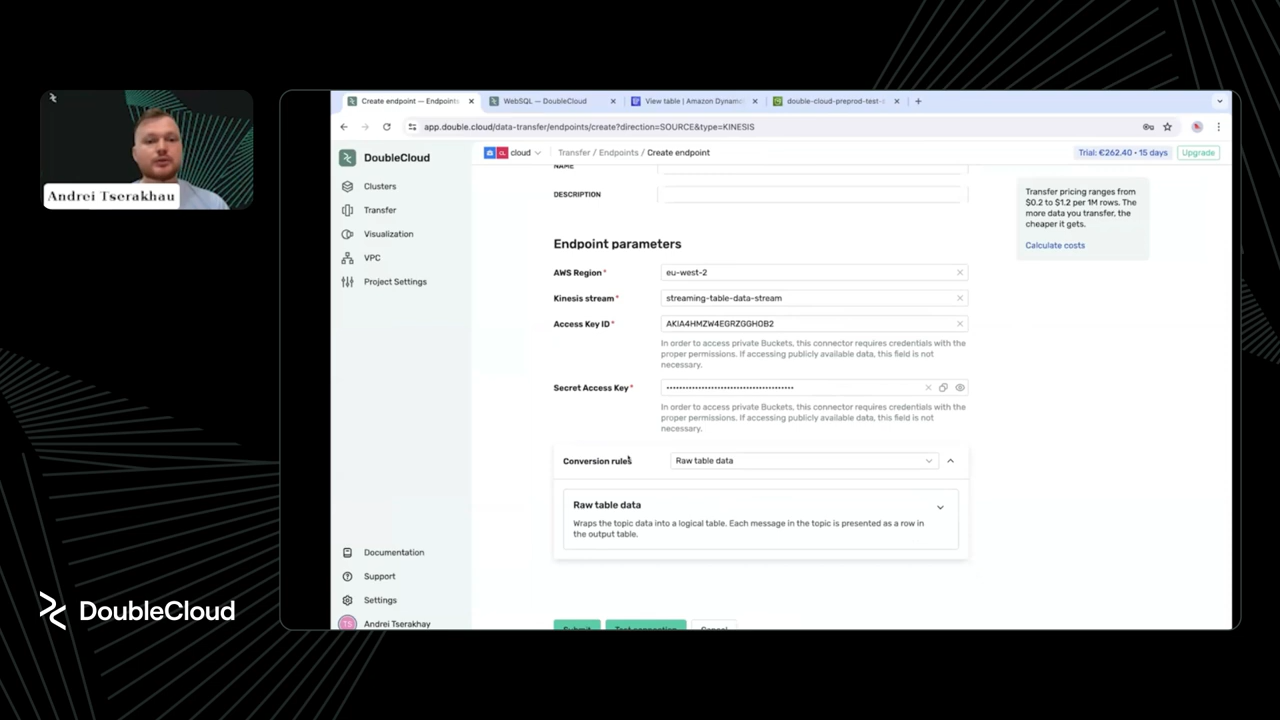 Andrei Tserakhau
DoubleCloud
Create endpoint — Endpoints
WebSQL — DoubleCloud
View table | Amazon Dynamo
double-cloud-preprod-test-c
app.double.cloud/data-transfer/endpoints/create?direction=SOURCE&type=KINESIS
DoubleCloud
Clusters
Transfer
Visualization
VPC
Project Settings
Documentation
Support
Settings
Andrei Tserakhay
cloud
Transfer / Endpoints / Create endpoint
Trial: €262.40 • 15 days
Upgrade
NAME
DESCRIPTION
Endpoint parameters
AWS Region*
eu-west-2
Kinesis stream*
streaming-table-data-stream
Access Key ID*
AKIA4HMZW4EGRZGGHOB2
In order to access private Buckets, this connector requires credentials with the
proper permissions. If accessing publicly available data, this field is not
necessary.
Secret Access Key*
In order to access private Buckets, this connector requires credentials with the
proper permissions. If accessing publicly available data, this field is not
necessary.
Conversion rules
Raw table data
Raw table data
Wraps the topic data into a logical table. Each message in the topic is presented as a row in
the output table.
Submit
Test connection
Cancel
Transfer pricing ranges from
$0.2 to $1.2 per 1M rows. The
more data you transfer, the
cheaper it gets.
Calculate costs